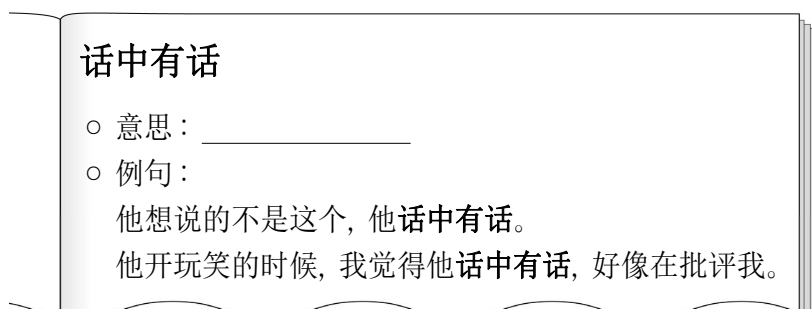 话中有话
○ 意思：
○ 例句：
他想说的不是这个, 他话中有话。
他开玩笑的时候, 我觉得他话中有话, 好像在批评我。